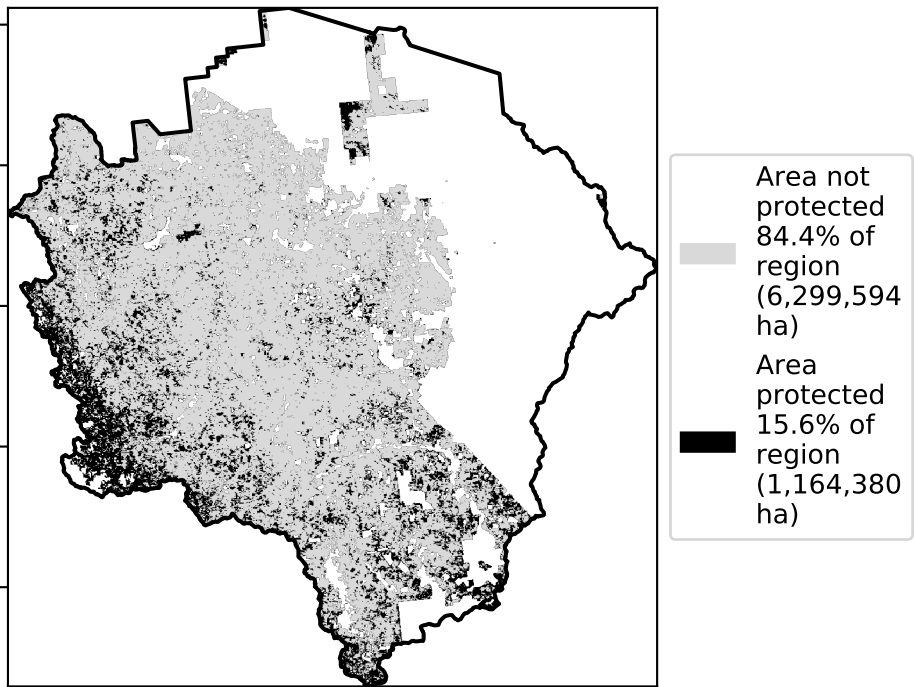 Area not
protected
84.4% of
region
(6,299,594
ha)
Area
protected
15.6% of
region
(1,164,380
ha)